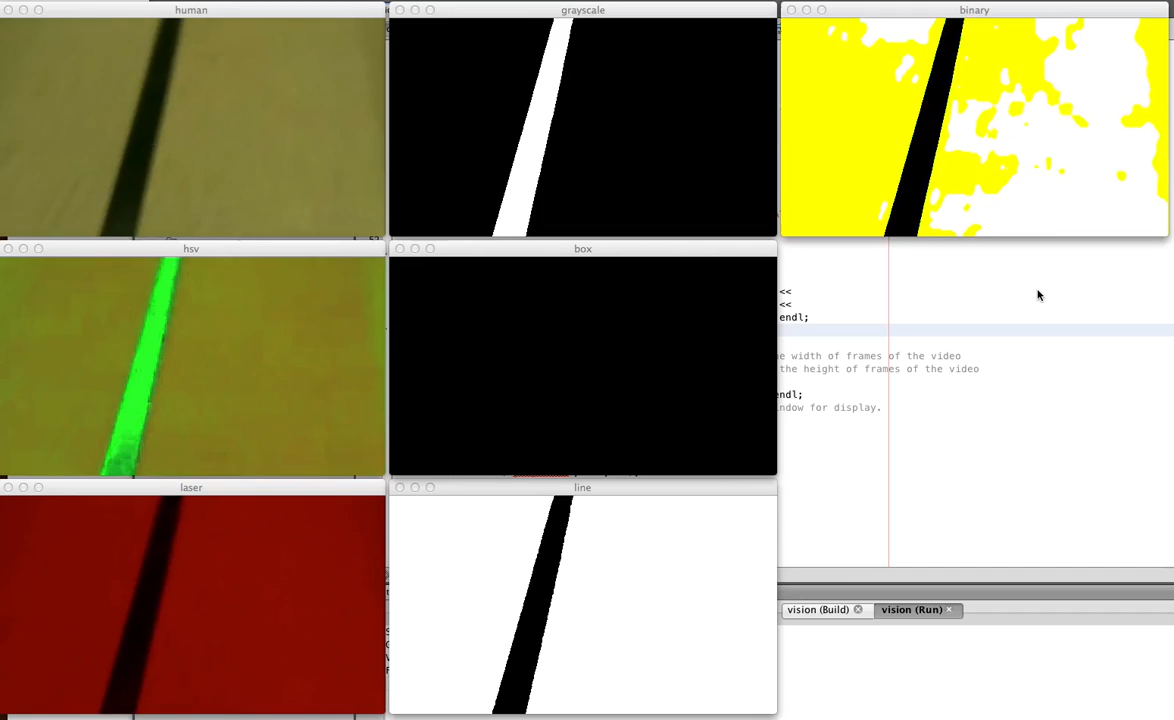 human
grayscale
binary
hsv
box
<<
<<
endl;
e width of frames of the video
the height of frames of the video
endl;
ndow for display.
laser
line
vision (Build)
vision (Run)